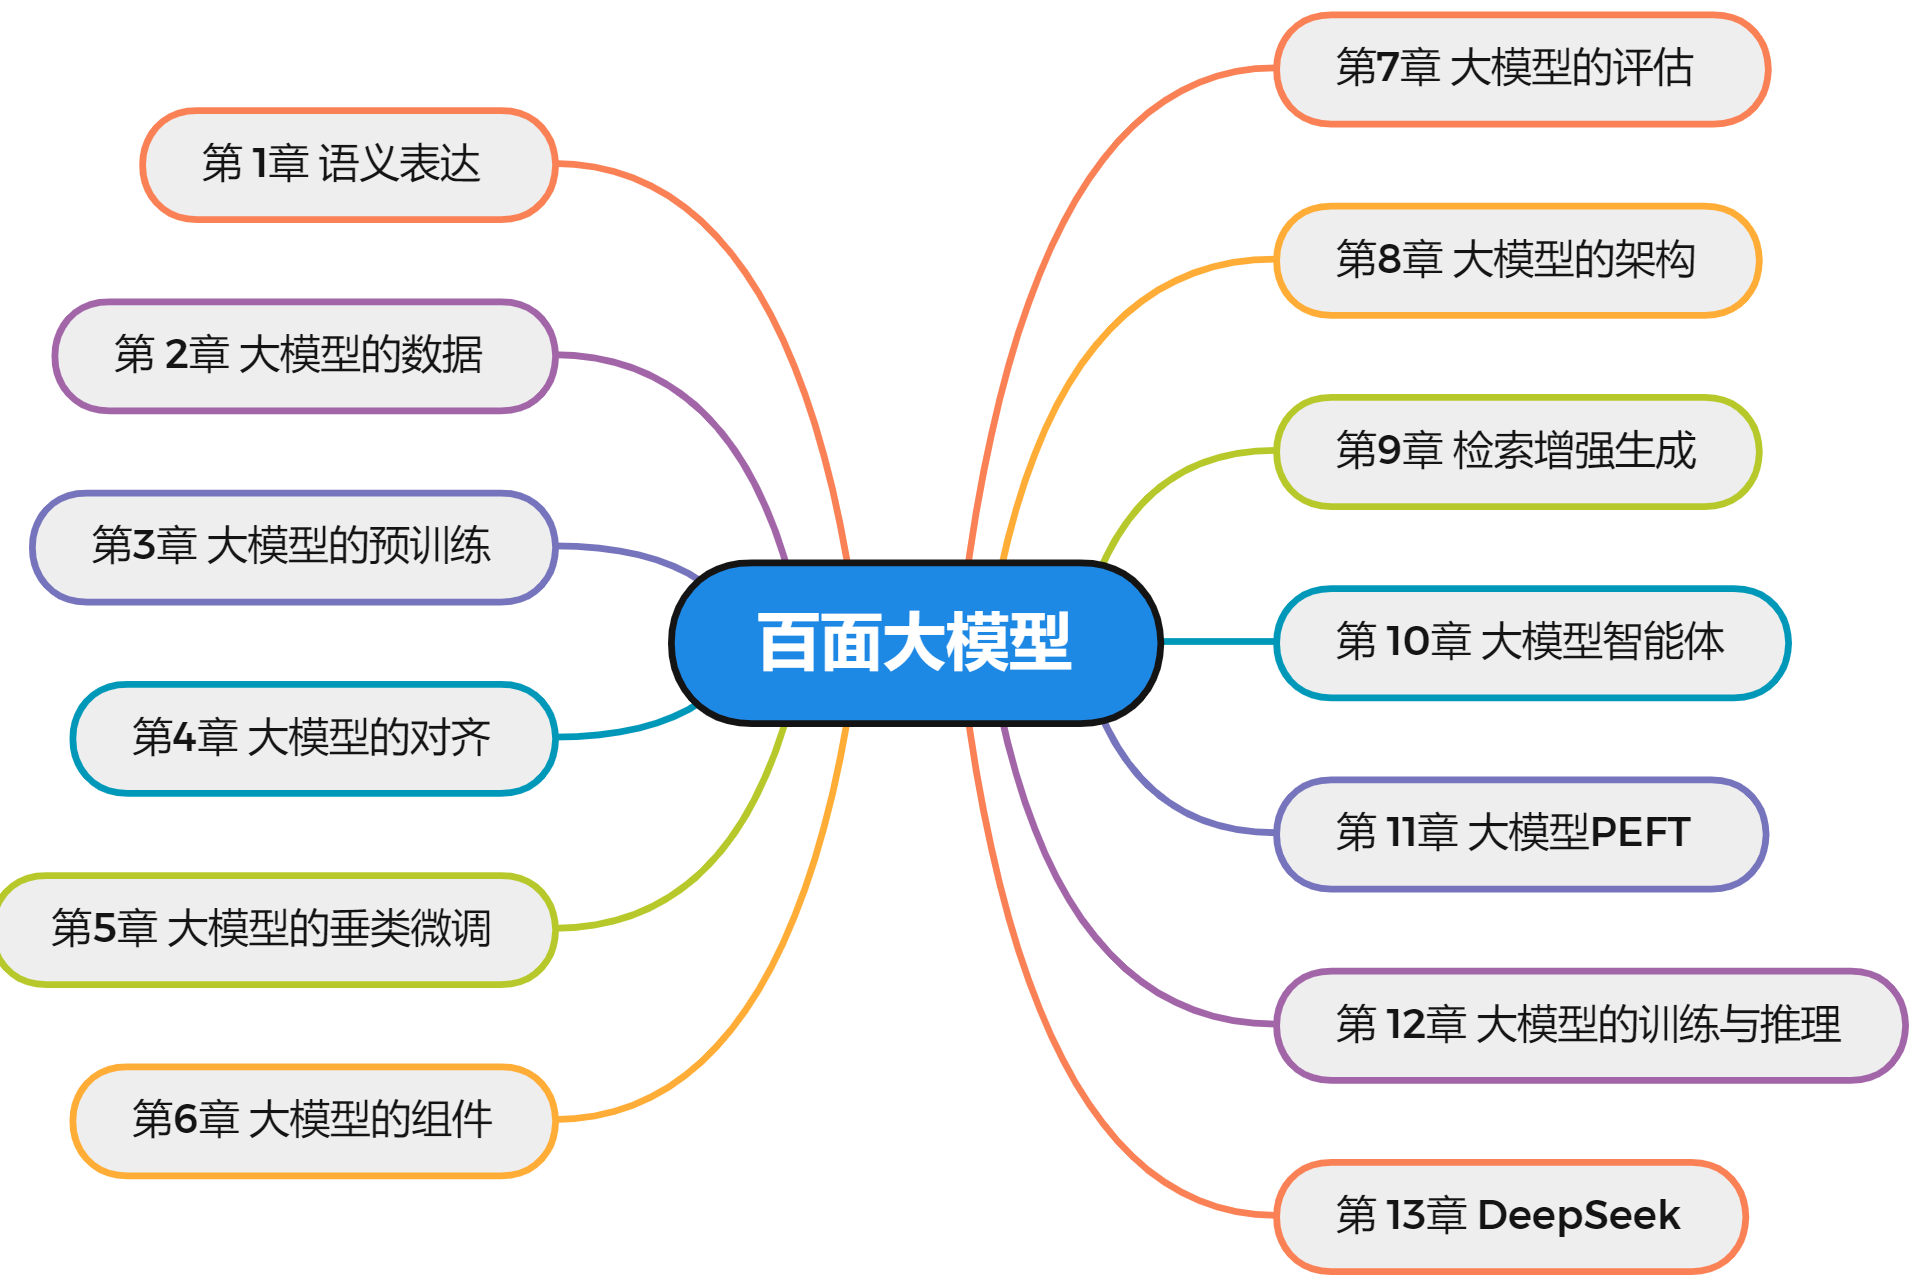 百面大模型
第 1章 语义表达
第 2章 大模型的数据
第3章 大模型的预训练
第4章 大模型的对齐
第5章 大模型的垂类微调
第6章 大模型的组件
第7章 大模型的评估
第8章 大模型的架构
第9章 检索增强生成
第 10章 大模型智能体
第 11章 大模型PEFT
第 12章 大模型的训练与推理
第 13章 DeepSeek